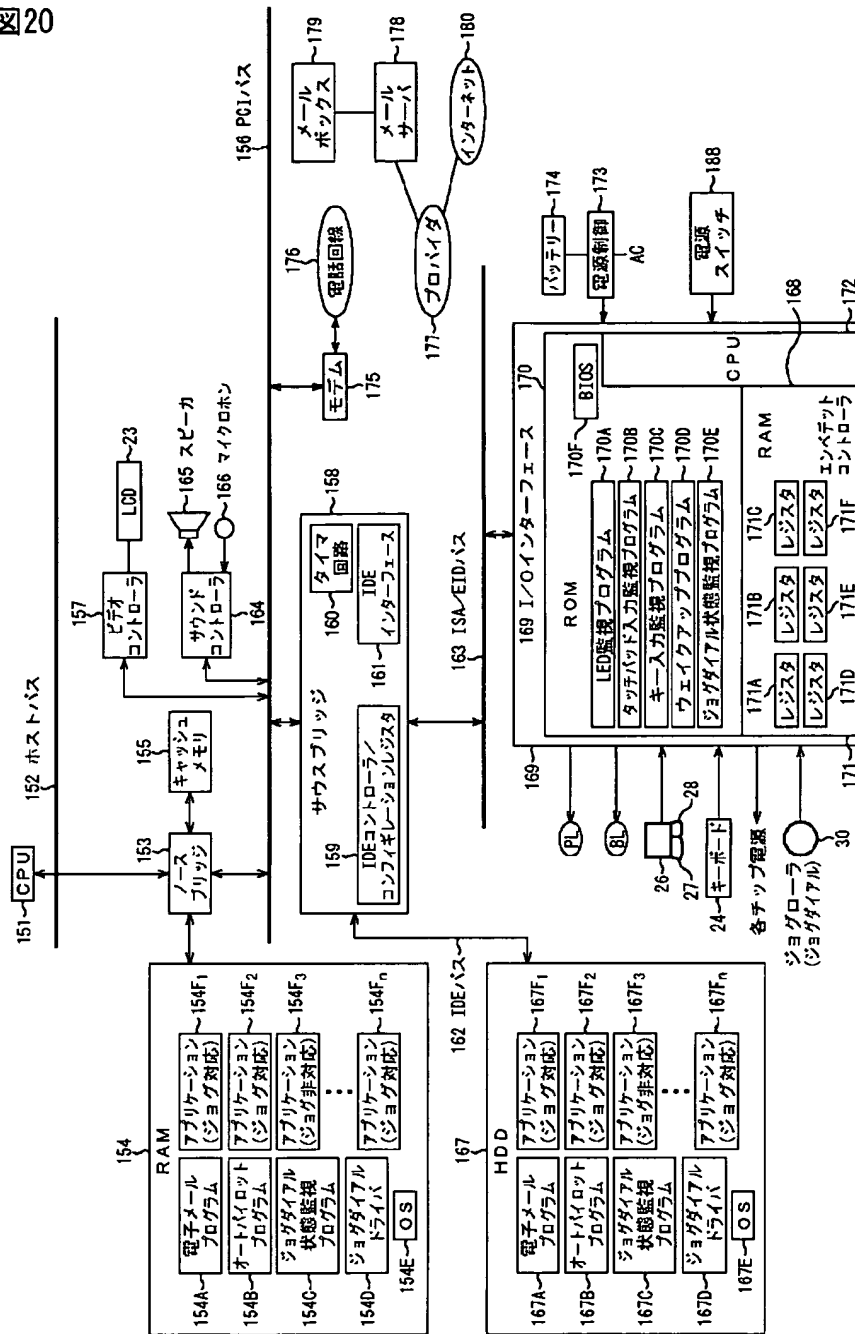 図20
151
CPU
152 ホストバス
153
ノース
ブリッジ
155
キャッシュ
メモリ
157
ビデオ
コントローラ
LCD
23
サウンド
コントローラ
164
165 スピーカ
166 マイクロホン
156 PCIバス
154
RAM
154A
電子メール
プログラム
154B
オートパイロット
プログラム
154C
ジョグダイアル
状態監視
プログラム
154D
ジョグダイアル
ドライバ
154E
OS
アプリケーション
(ジョグ対応)
154F1
アプリケーション
(ジョグ対応)
154F2
アプリケーション
(ジョグ非対応)
154F3
アプリケーション
(ジョグ対応)
154Fn
サウスブリッジ
158
159
IDEコントローラ/
コンフィギレーションレジスタ
160
タイマ
回路
161
IDE
インターフェース
モデム
175
176
電話回線
177
プロバイダ
メール
ボックス
179
メール
サーバ
178
インターネット
180
162 IDEバス
163 ISA/EIDバス
167
HDD
167A
電子メール
プログラム
167B
オートパイロット
プログラム
167C
ジョグダイアル
状態監視
プログラム
167D
ジョグダイアル
ドライバ
167E
OS
アプリケーション
(ジョグ対応)
167F1
アプリケーション
(ジョグ対応)
167F2
アプリケーション
(ジョグ非対応)
167F3
アプリケーション
(ジョグ対応)
167Fn
169
169 I/Oインターフェース
170
ROM
170F
BIOS
LED監視プログラム
170A
タッチパッド入力監視プログラム
170B
キー入力監視プログラム
170C
ウェイクアッププログラム
170D
ジョグダイアル状態監視プログラム
170E
CPU
172
168
RAM
171
171A
レジスタ
171B
レジスタ
171C
レジスタ
レジスタ
171D
レジスタ
171E
レジスタ
171F
エンベデット
コントローラ
バッテリー
174
電源制御
173
AC
電源
スイッチ
188
PL
BL
26
27
28
24
キーボード
各チップ電源
ジョグローラ
(ジョグダイアル)
30